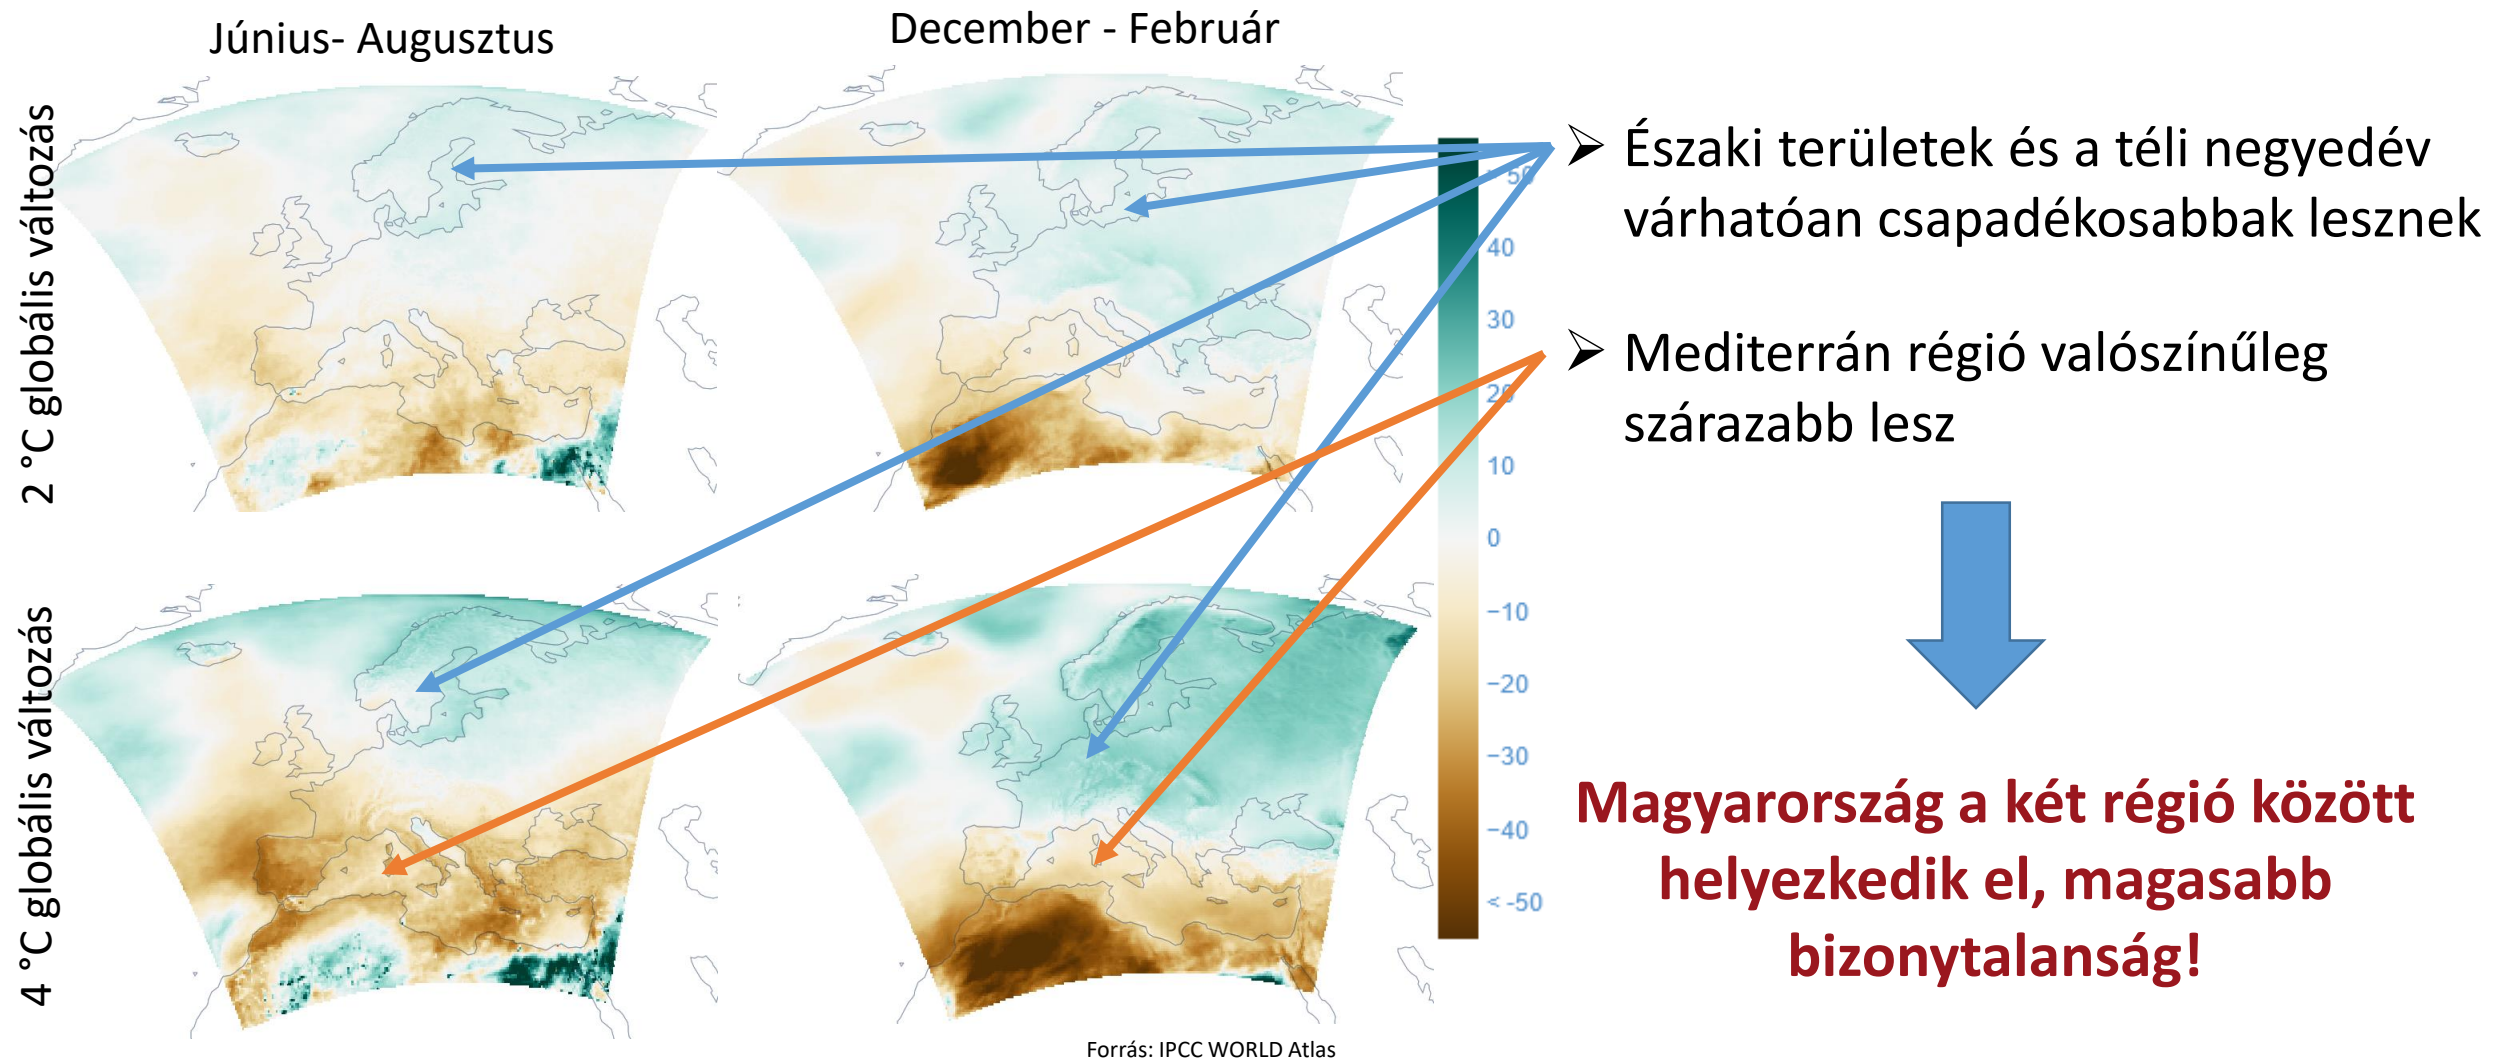 Június- Augusztus
December - Február
2 °C globális változás
4 °C globális változás
50
40
30
20
10
0
−10
−20
−30
−40
< -50
➢ Északi területek és a téli negyedév
várhatóan csapadékosabbak lesznek
➢ Mediterrán régió valószínűleg
szárazabb lesz
Magyarország a két régió között
helyezkedik el, magasabb
bizonytalanság!
Forrás: IPCC WORLD Atlas